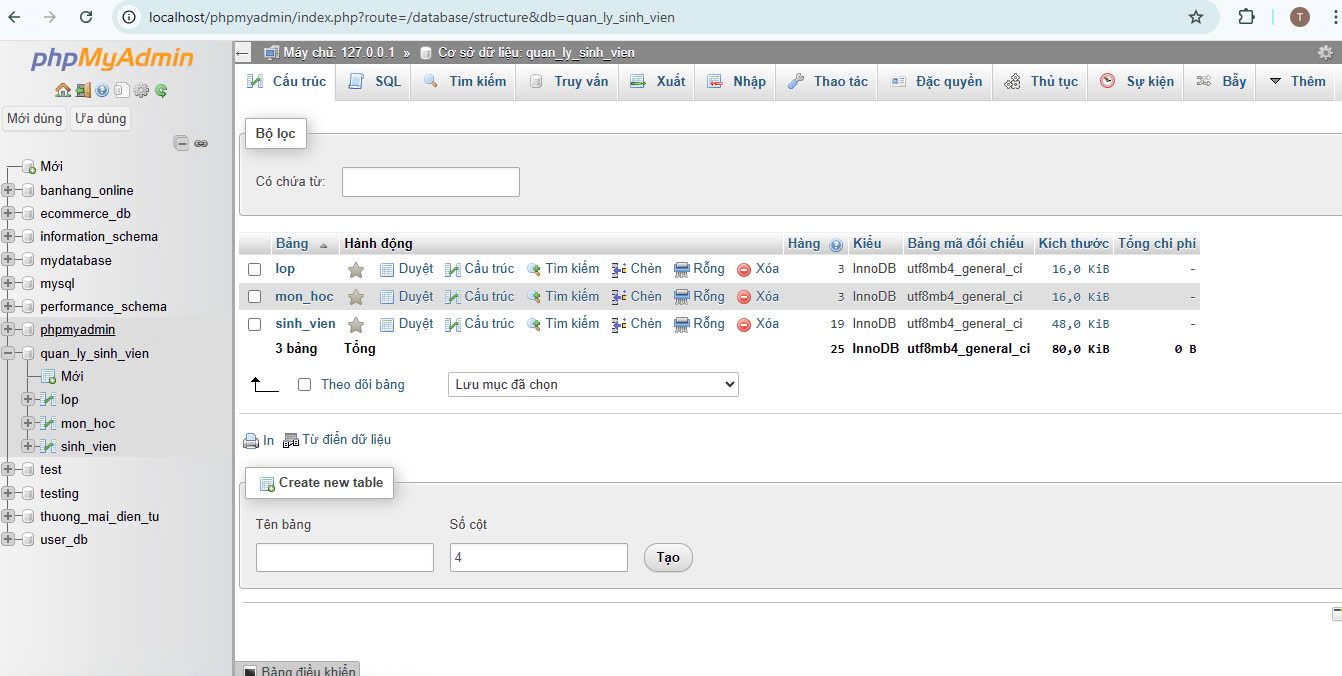 localhost/phpmyadmin/index.php?route=/database/structure&db=quan_ly_sinh_vien
T
phpMyAdmin
Mới dùng Ưa dùng
Mới
banhang_online
ecommerce_db
information_schema
mydatabase
mysql
performance_schema
phpmyadmin
quan_ly_sinh_vien
Mới
lop
mon_hoc
sinh_vien
test
testing
thuong_mai_dien_tu
user_db
Máy chủ: 127.0.0.1 » Cơ sở dữ liệu: quan_ly_sinh_vien
Cấu trúc SQL Tìm kiếm Truy vấn Xuất Nhập Thao tác Đặc quyền Thủ tục Sự kiện Bẫy Thêm
Bộ lọc
Có chứa từ:
Bảng Hành động Hàng Kiểu Bảng mã đối chiếu Kích thước Tổng chi phí
lop Duyệt Cấu trúc Tìm kiếm Chèn Rỗng Xóa 3 InnoDB utf8mb4_general_ci 16,0 KiB -
mon_hoc Duyệt Cấu trúc Tìm kiếm Chèn Rỗng Xóa 3 InnoDB utf8mb4_general_ci 16,0 KiB -
sinh_vien Duyệt Cấu trúc Tìm kiếm Chèn Rỗng Xóa 19 InnoDB utf8mb4_general_ci 48,0 KiB -
3 bảng Tổng 25 InnoDB utf8mb4_general_ci 80,0 KiB 0 B
Theo dõi bảng Lưu mục đã chọn
In Từ điển dữ liệu
Create new table
Tên bảng Số cột
4 Tạo
Bảng điều khiển